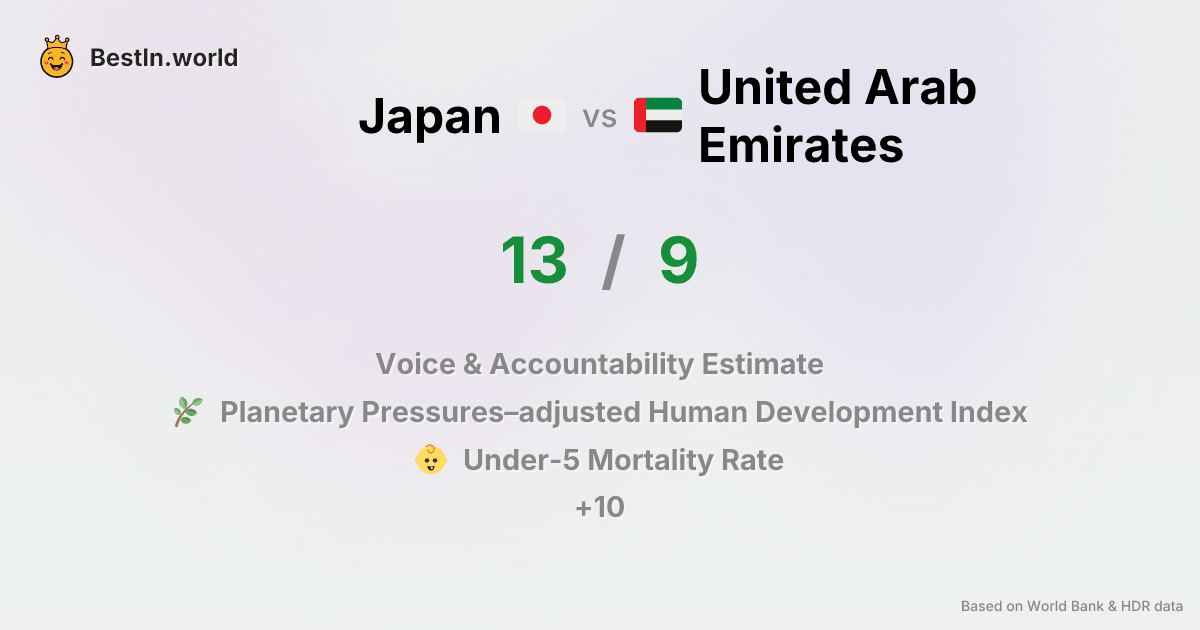 BestIn.world
Japan vs United Arab
Emirates
13 / 9
Voice & Accountability Estimate
Planetary Pressures–adjusted Human Development Index
Under-5 Mortality Rate
+10
Based on World Bank & HDR data